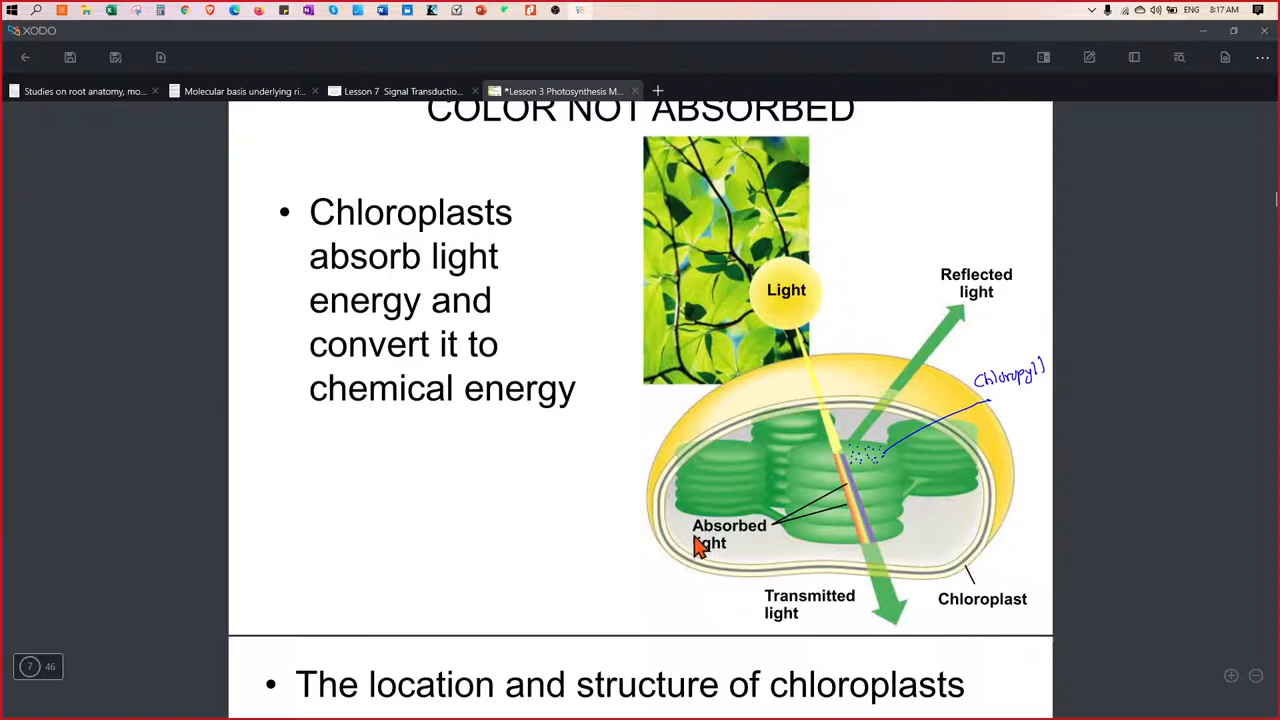 ENG 8:17 AM
XODO
Studies on root anatomy, mo...
Molecular basis underlying ri...
Lesson 7 Signal Transductio...
*Lesson 3 Photosynthesis M...
COLOR NOT ABSORBED
• Chloroplasts
absorb light
energy and
convert it to
chemical energy
Light
Reflected
light
Chloropyll
Absorbed
light
Transmitted
light
Chloroplast
7 46
• The location and structure of chloroplasts